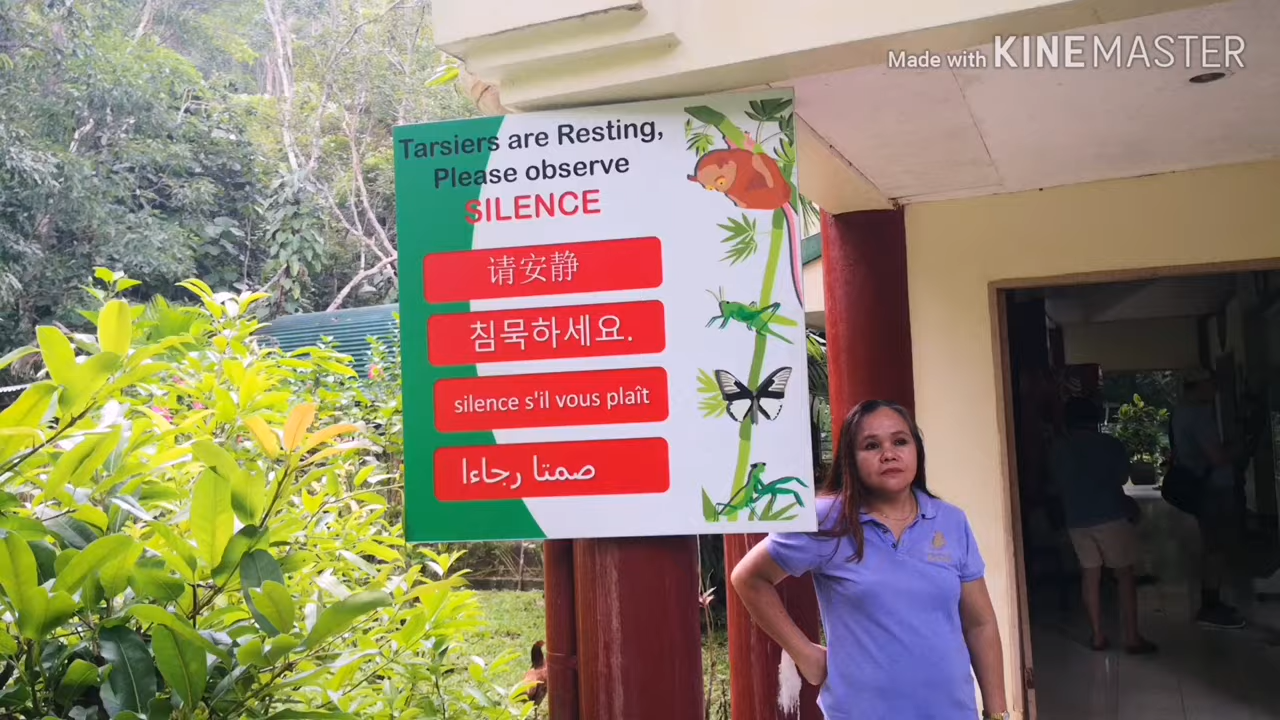 Made with KINEMASTER
Tarsiers are Resting,
Please observe
SILENCE
请安静
침묵하세요.
silence s'il vous plaît
صمتا رجاءا